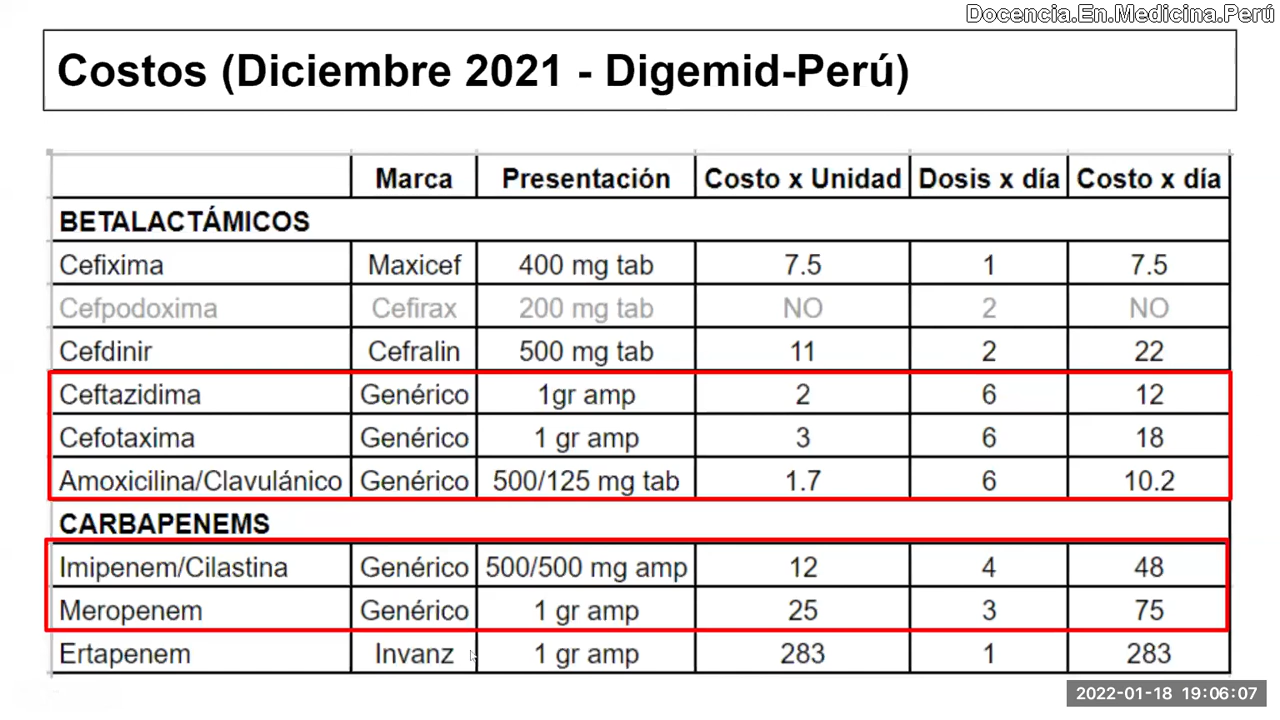 Docencia.En.Medicina.Perú
Costos (Diciembre 2021 - Digemid-Perú)
Marca Presentación Costo x Unidad Dosis x día Costo x día
BETALACTÁMICOS
Cefixima Maxicef 400 mg tab 7.5 1 7.5
Cefpodoxima Cefirax 200 mg tab NO 2 NO
Cefdinir Cefralin 500 mg tab 11 2 22
Ceftazidima Genérico 1gr amp 2 6 12
Cefotaxima Genérico 1 gr amp 3 6 18
Amoxicilina/Clavulánico Genérico 500/125 mg tab 1.7 6 10.2
CARBAPENEMS
Imipenem/Cilastina Genérico 500/500 mg amp 12 4 48
Meropenem Genérico 1 gr amp 25 3 75
Ertapenem Invanz 1 gr amp 283 1 283
2022-01-18 19:06:07